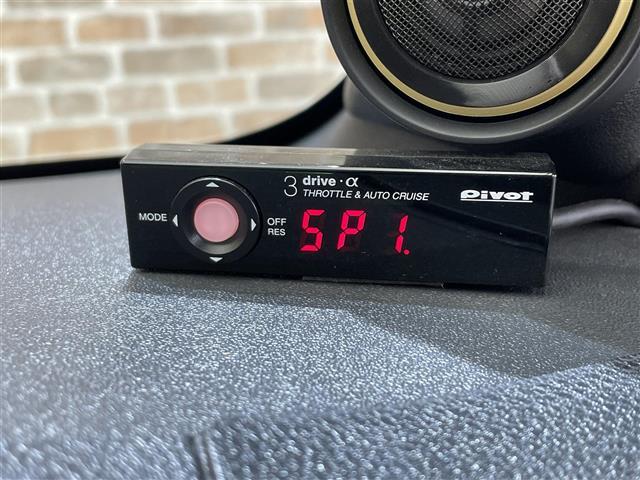 3 drive・α
THROTTLE & AUTO CRUISE
Pivot
MODE
OFF
RES
SP1.